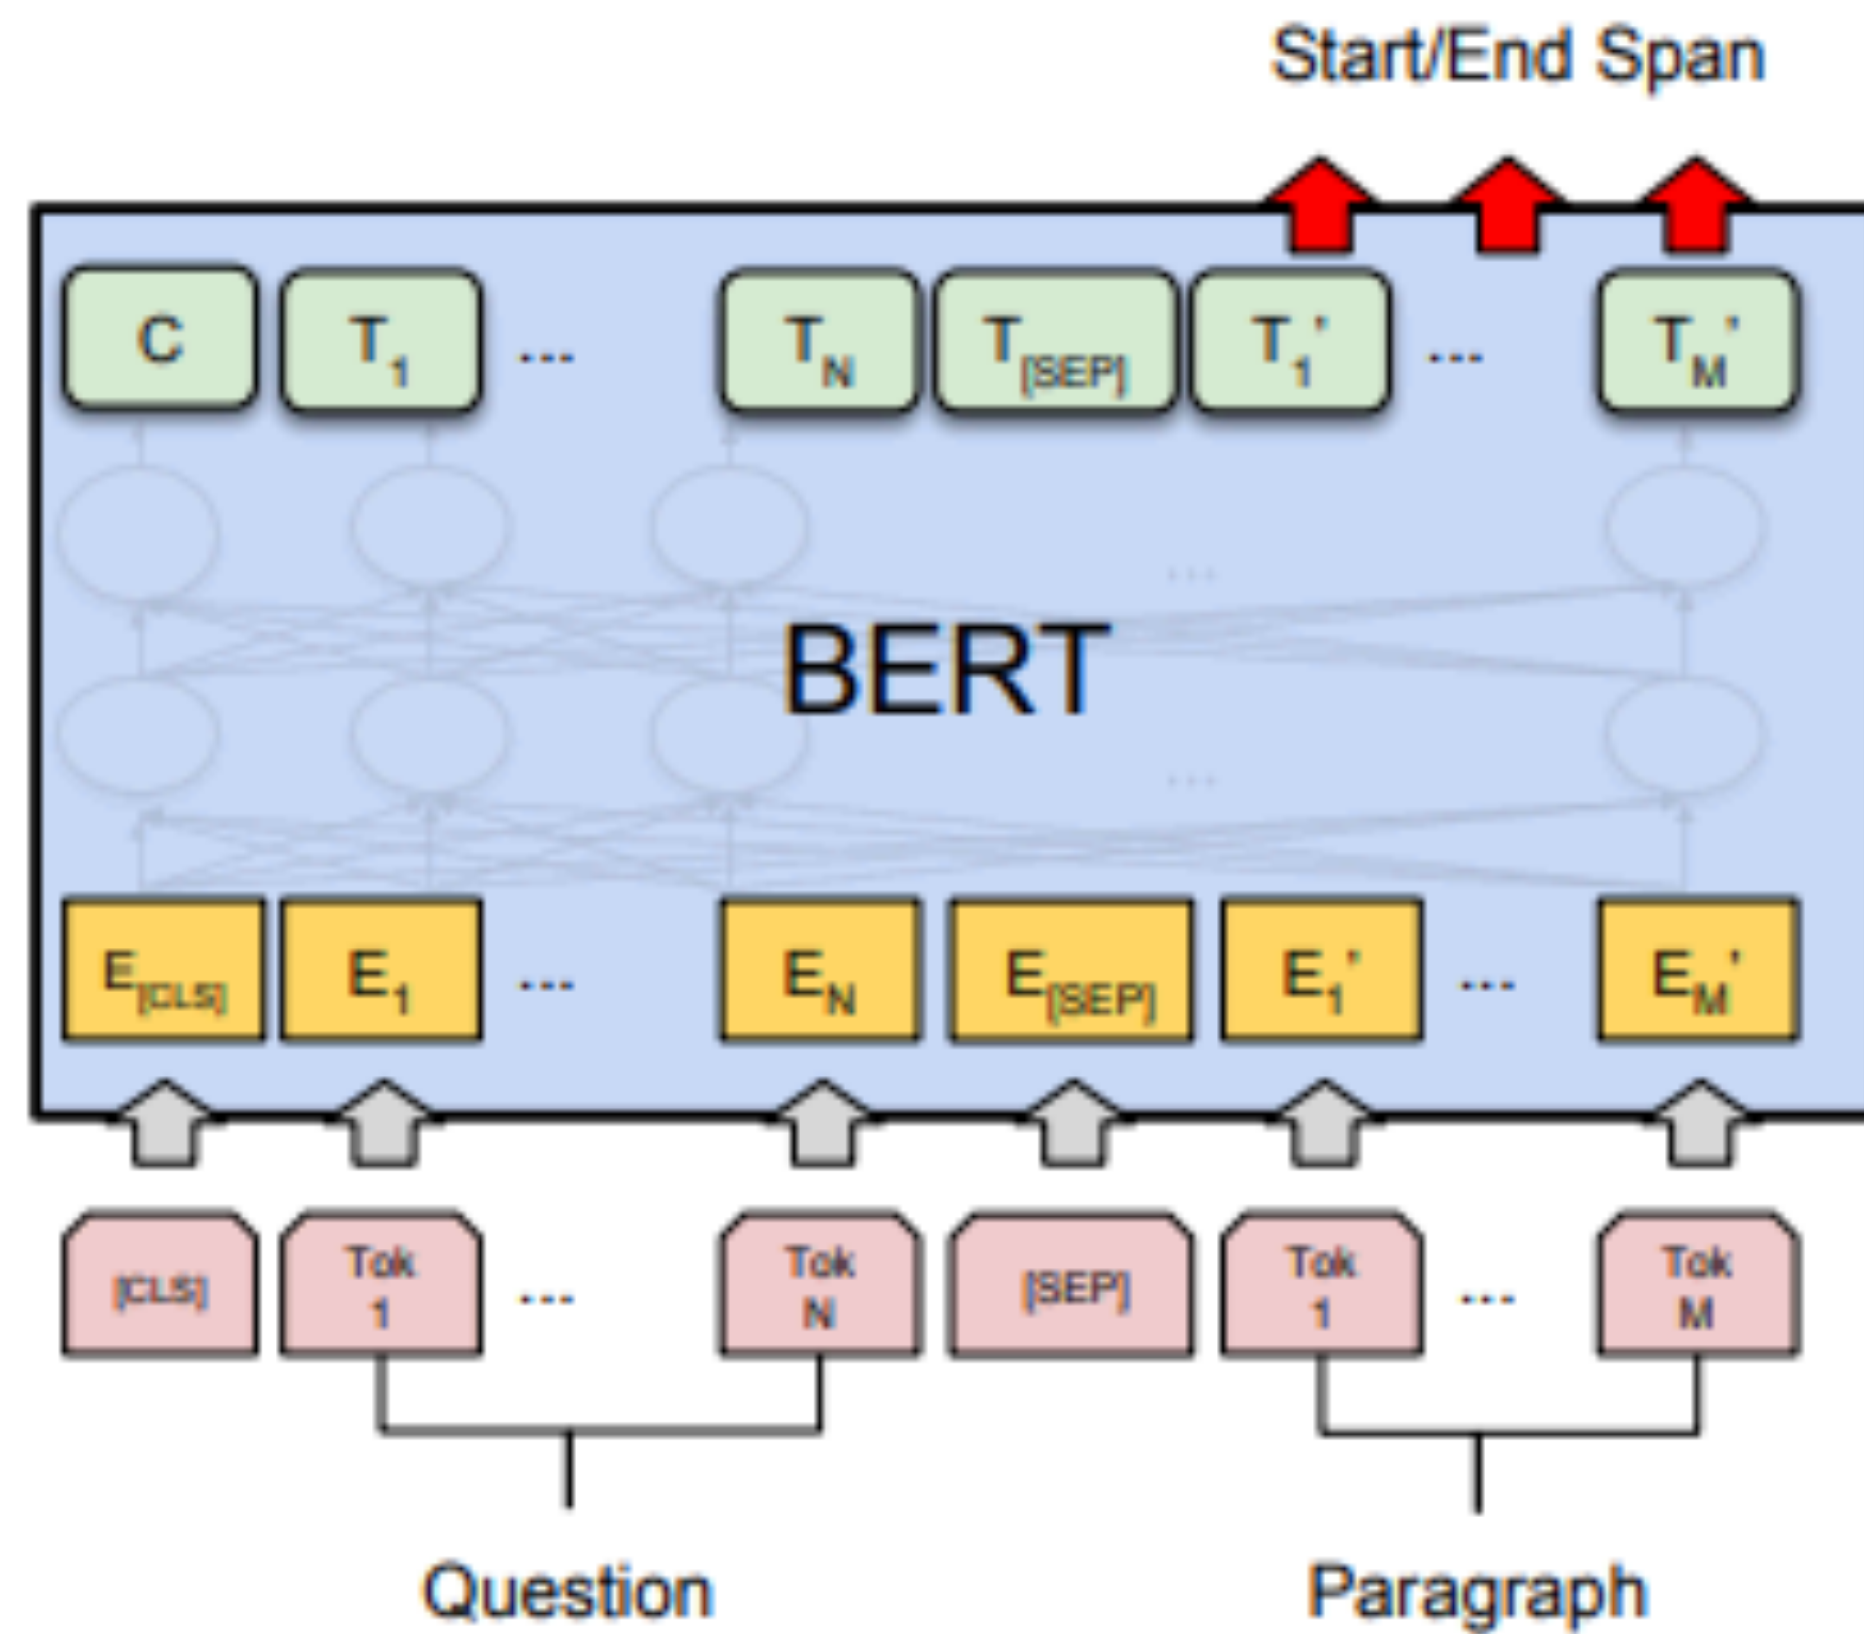 Start/End Span
C T1 ... TN T[SEP] T1' ... TM'
...
BERT
...
E[CLS] E1 ... EN E[SEP] E1' ... EM'
[CLS] Tok 1 ... Tok N [SEP] Tok 1 ... Tok M
Question Paragraph